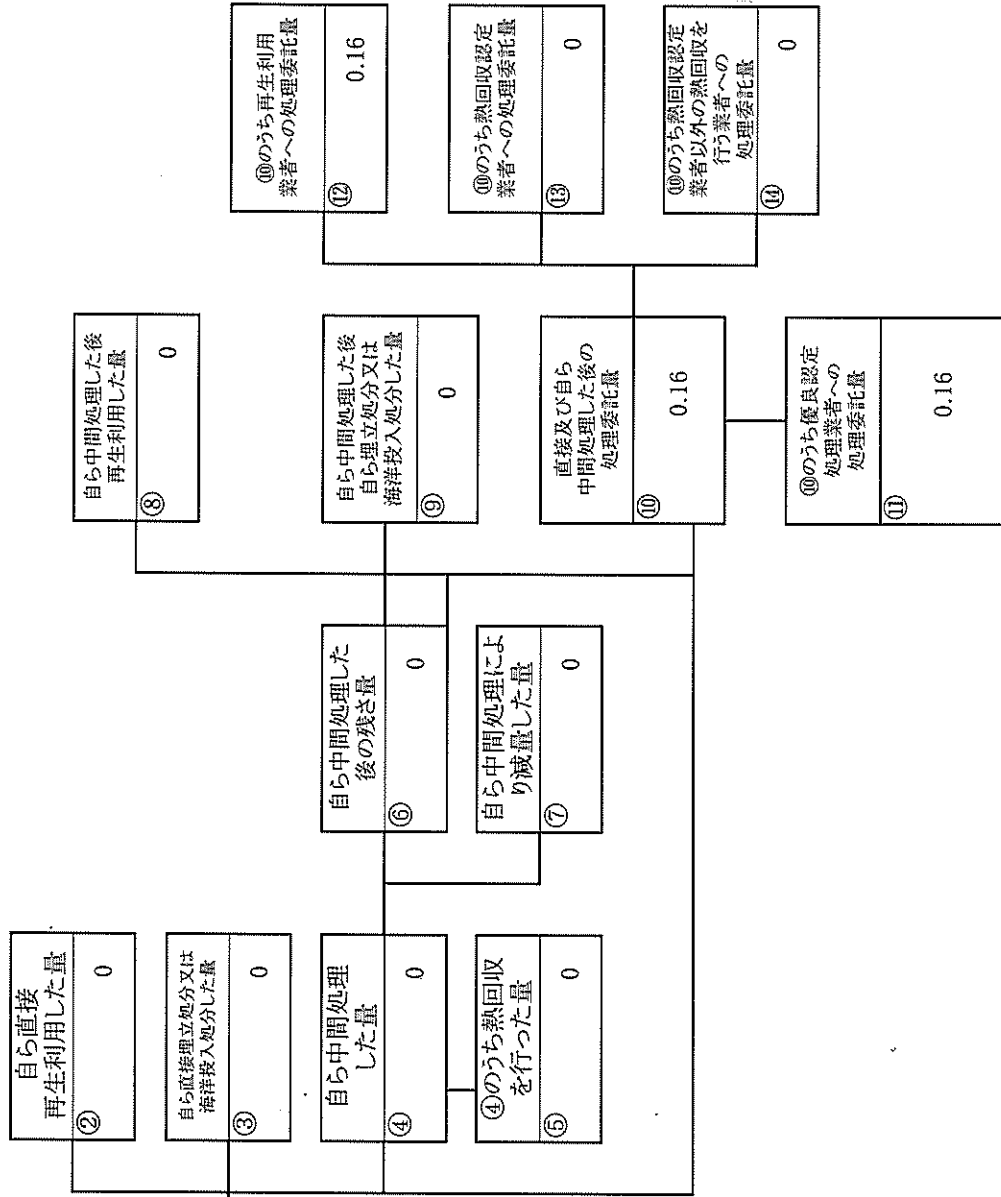 自ら直接
再生利用した量
②
0
自ら直接埋立処分又は
海洋投入処分した量
③
0
自ら中間処理
した量
④
0
④のうち熱回収
を行った量
⑤
0
自ら中間処理した
後の残さ量
⑥
0
自ら中間処理によ
り減量した量
⑦
0
自ら中間処理した後
再生利用した量
⑧
0
自ら中間処理した後
自ら埋立処分又は
海洋投入処分した量
⑨
0
直接及び自ら
中間処理した後の
処理委託量
⑩
0.16
⑩のうち優良認定
処理業者への
処理委託量
⑪
0.16
⑩のうち再生利用
業者への処理委託量
⑫
0.16
⑩のうち熱回収認定
業者への処理委託量
⑬
0
⑩のうち熱回収認定
業者以外の熱回収を
行う業者への
処理委託量
⑭
0